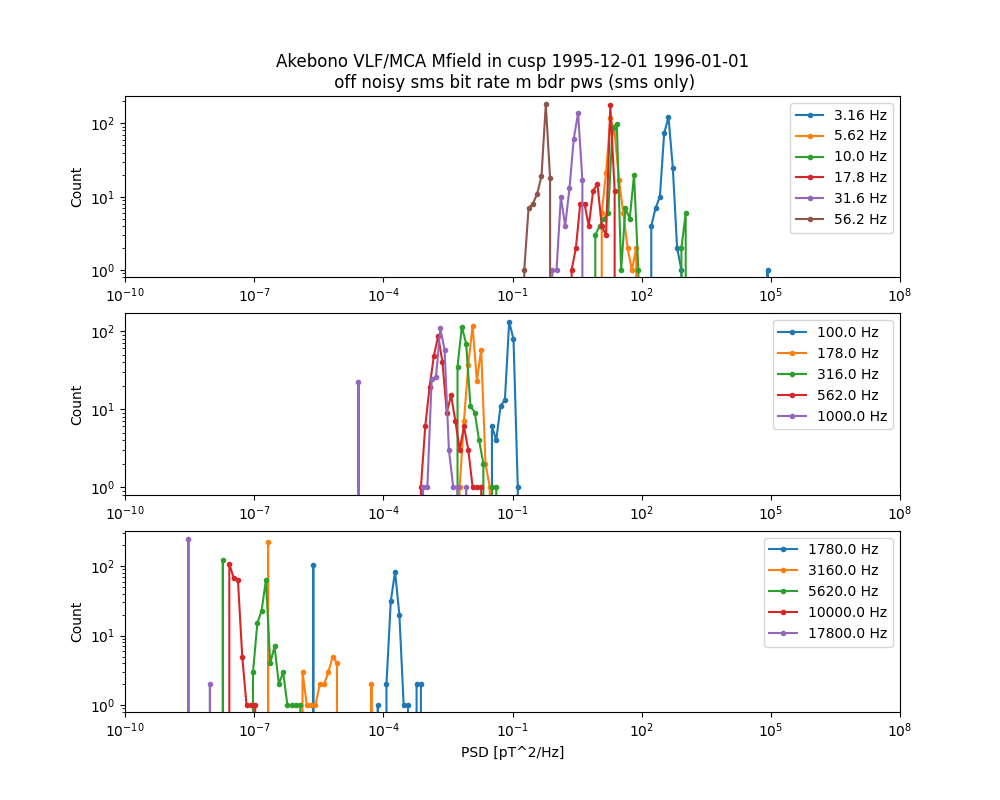 Akebono VLF/MCA Mfield in cusp 1995-12-01 1996-01-01
off noisy sms bit rate m bdr pws (sms only)
Count
10^2
10^1
10^0
3.16 Hz
5.62 Hz
10.0 Hz
17.8 Hz
31.6 Hz
56.2 Hz
10^-10 10^-7 10^-4 10^-1 10^2 10^5 10^8
Count
10^2
10^1
10^0
100.0 Hz
178.0 Hz
316.0 Hz
562.0 Hz
1000.0 Hz
10^-10 10^-7 10^-4 10^-1 10^2 10^5 10^8
Count
10^2
10^1
10^0
1780.0 Hz
3160.0 Hz
5620.0 Hz
10000.0 Hz
17800.0 Hz
10^-10 10^-7 10^-4 10^-1 10^2 10^5 10^8
PSD [pT^2/Hz]